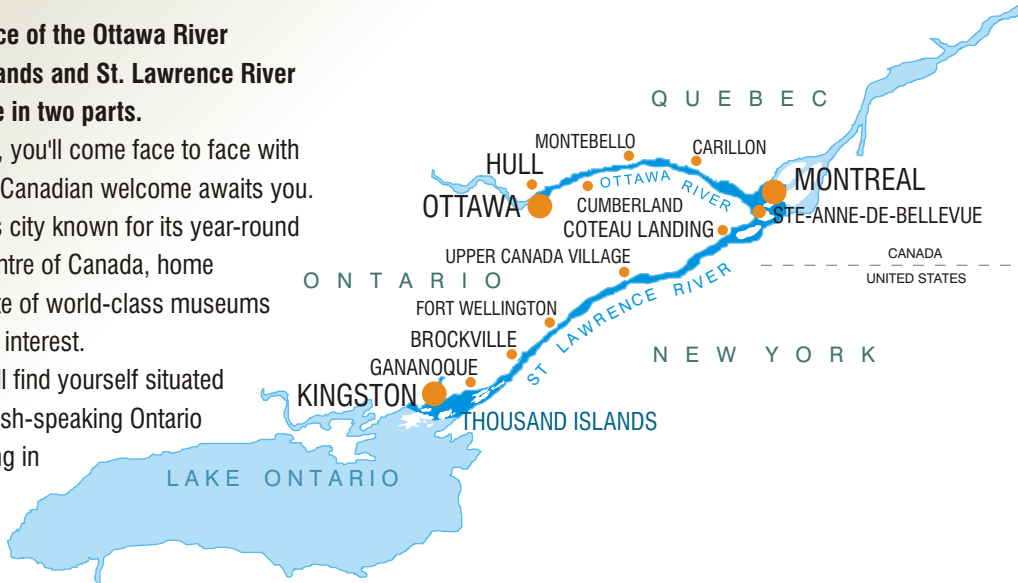 ce of the Ottawa River
ands and St. Lawrence River
e in two parts.
, you'll come face to face with
Canadian welcome awaits you.
s city known for its year-round
ntre of Canada, home
te of world-class museums
interest.
ll find yourself situated
sh-speaking Ontario
g in
QUEBEC
MONTEBELLO
CARILLON
HULL
OTTAWA RIVER
MONTREAL
OTTAWA
CUMBERLAND
STE-ANNE-DE-BELLEVUE
COTEAU LANDING
UPPER CANADA VILLAGE
CANADA
UNITED STATES
ONTARIO
ST LAWRENCE RIVER
FORT WELLINGTON
BROCKVILLE
NEW YORK
GANANOQUE
KINGSTON
THOUSAND ISLANDS
LAKE ONTARIO